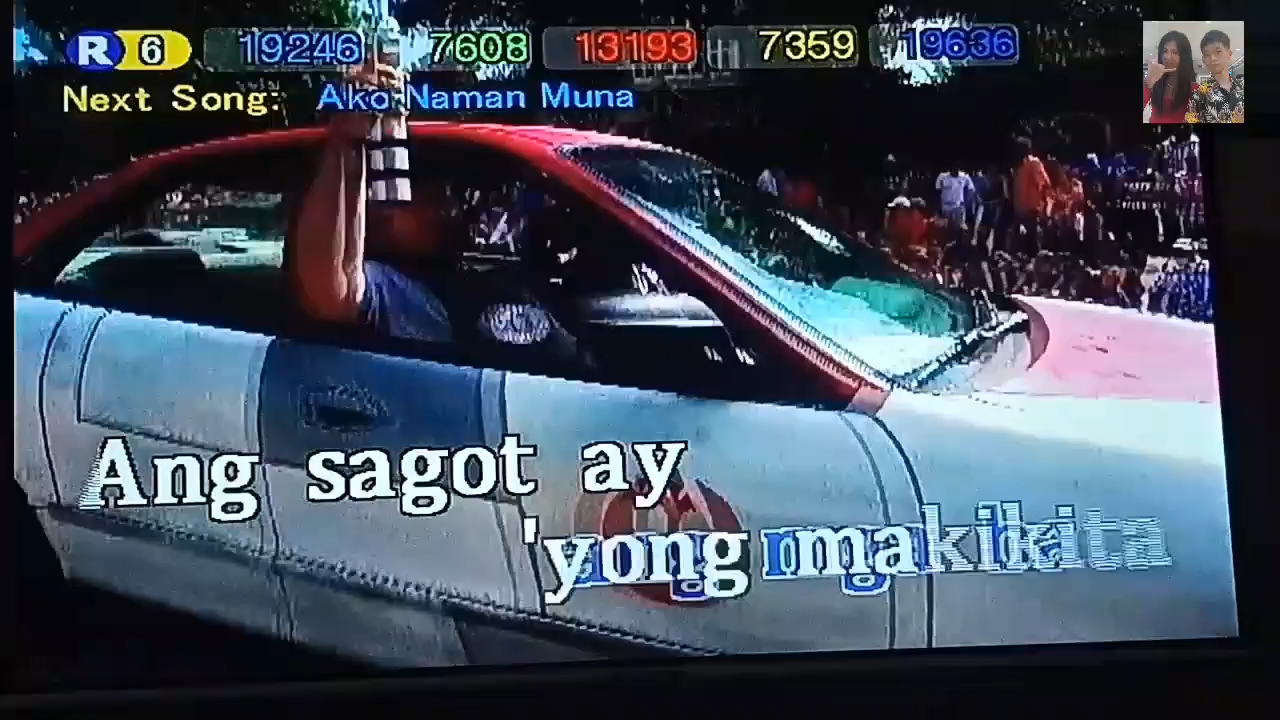 R 6 19246 7608 13193 7359 19636
Next Song: Ako Naman Muna
Ang sagot ay
'yong makikita